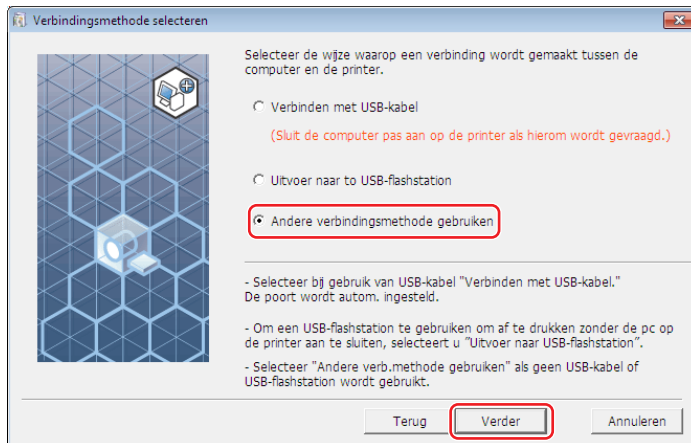 Verbindingsmethode selecteren
Selecteer de wijze waarop een verbinding wordt gemaakt tussen de
computer en de printer.
Verbinden met USB-kabel
(Sluit de computer pas aan op de printer als hierom wordt gevraagd.)
Uitvoer naar to USB-flashstation
Andere verbindingsmethode gebruiken
- Selecteer bij gebruik van USB-kabel "Verbinden met USB-kabel."
De poort wordt autom. ingesteld.
- Om een USB-flashstation te gebruiken om af te drukken zonder de pc op
de printer aan te sluiten, selecteert u "Uitvoer naar USB-flashstation".
- Selecteer "Andere verb.methode gebruiken" als geen USB-kabel of
USB-flashstation wordt gebruikt.
Terug
Verder
Annuleren